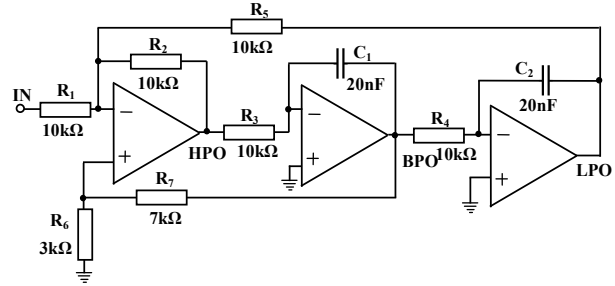 R5
10kΩ
R2
10kΩ
C1
20nF
C2
20nF
IN
R1
10kΩ
−
+
HPO
R3
10kΩ
−
+
BPO
R4
10kΩ
−
+
LPO
R7
7kΩ
R6
3kΩ